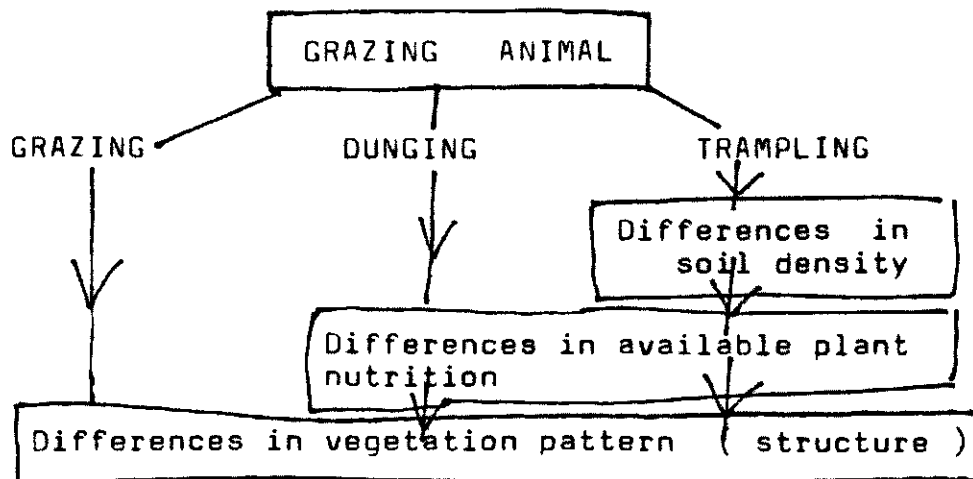 GRAZING ANIMAL
GRAZING DUNGING TRAMPLING
Differences in
soil density
Differences in available plant
nutrition
Differences in vegetation pattern ( structure )